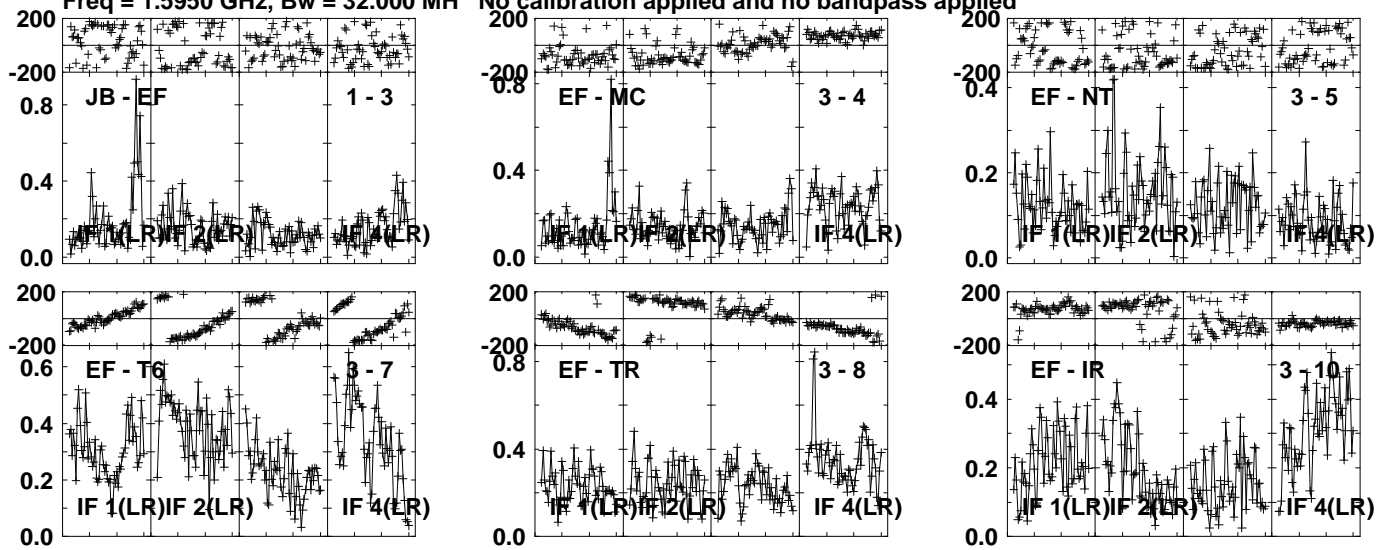 Freq = 1.5950 GHz, Bw = 32.000 MH No calibration applied and no bandpass applied
200 200 200
-200 -200 -200
JB - EF 1 - 3 EF - MC 3 - 4 EF - NT 3 - 5
0.8 0.8 0.4
0.4 0.4 0.2
IF 1(LR) IF 2(LR) IF 4(LR) IF 1(LR) IF 2(LR) IF 4(LR) IF 1(LR) IF 2(LR) IF 4(LR)
0.0 0.0 0.0
200 200 200
-200 -200 -200
EF - T6 3 - 7 EF - TR 3 - 8 EF - IR 3 - 10
0.6 0.8
0.4 0.4 0.4
0.2 0.2
IF 1(LR) IF 2(LR) IF 4(LR) IF 1(LR) IF 2(LR) IF 4(LR) IF 1(LR) IF 2(LR) IF 4(LR)
0.0 0.0 0.0